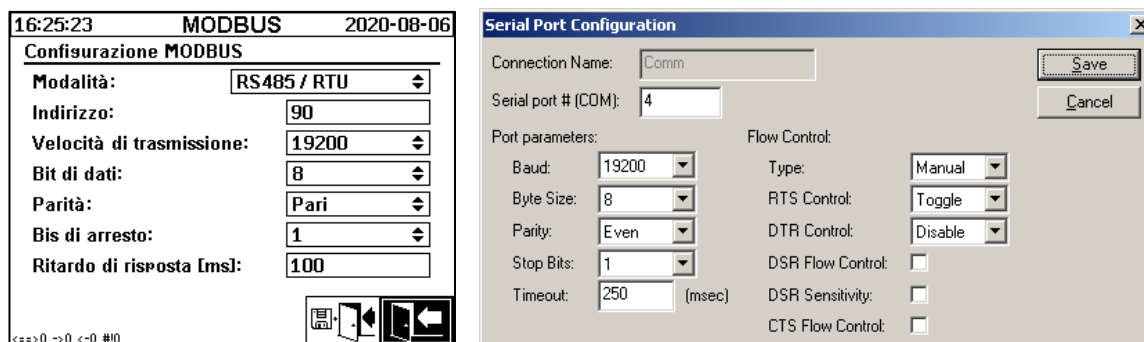 16:25:23 MODBUS 2020-08-06
Configurazione MODBUS
Modalità: RS485 / RTU
Indirizzo: 90
Velocità di trasmissione: 19200
Bit di dati: 8
Parità: Pari
Bis di arresto: 1
Ritardo di risposta [ms]: 100
<==>0 ->0 <-0 #!0
Serial Port Configuration
Connection Name: Comm
Save
Serial port # (COM): 4
Cancel
Port parameters: Flow Control:
Baud: 19200 Type: Manual
Byte Size: 8 RTS Control: Toggle
Parity: Even DTR Control: Disable
Stop Bits: 1 DSR Flow Control:
Timeout: 250 (msec) DSR Sensitivity:
CTS Flow Control: